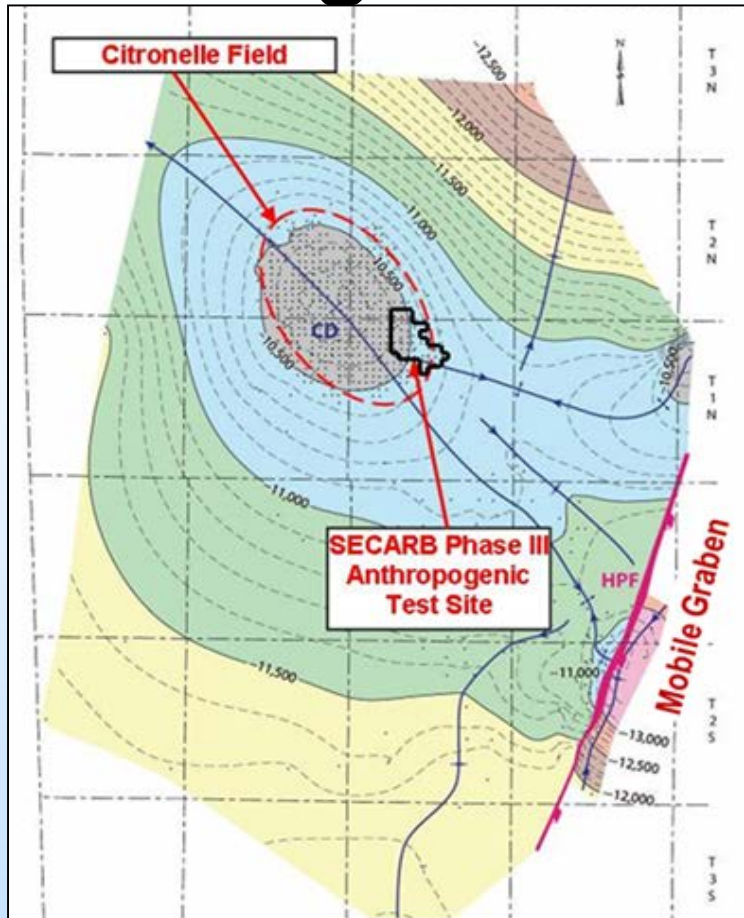 Citronelle Field
N
-12,500
T
3
N
-12,000
-11,500
-11,000
T
2
N
-10,500
CD
-10,500
-10,500
T
1
N
-11,000
SECARB Phase III
Anthropogenic
Test Site
HPF
Mobile Graben
-11,000
-11,500
T
2
S
-13,000
-12,500
-12,000
T
3
S